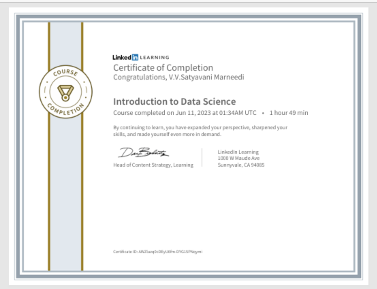 LinkedIn LEARNING
Certificate of Completion
Congratulations, V.V.Satyavani Marneedi
COURSE
COMPLETION
Introduction to Data Science
Course completed on Jun 11, 2023 at 01:34AM UTC • 1 hour 49 min
By continuing to learn, you have expanded your perspective, sharpened your
skills, and made yourself even more in demand.
Head of Content Strategy, Learning
LinkedIn Learning
1000 W Maude Ave
Sunnyvale, CA 94085
Certificate ID: